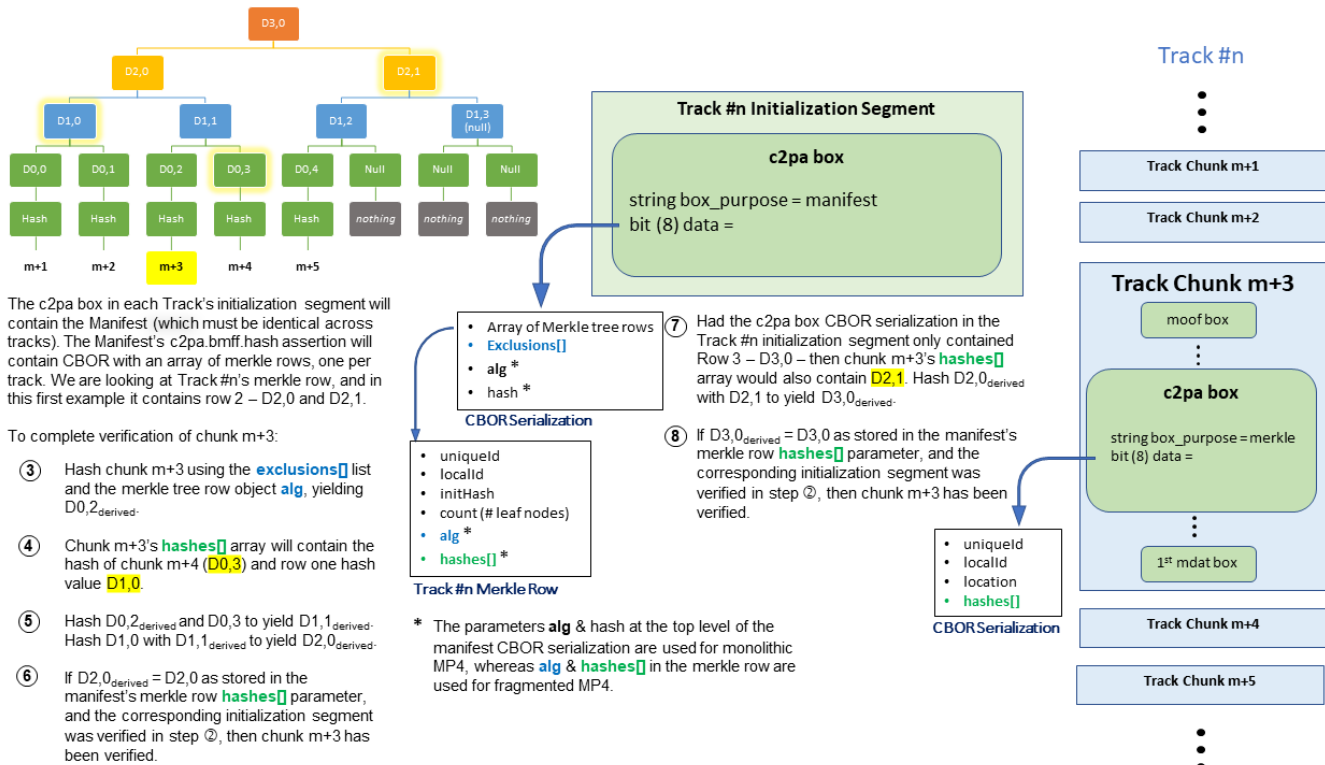 D3,0
D2,0 D2,1
D1,0 D1,1 D1,2 D1,3
(null)
D0,0 D0,1 D0,2 D0,3 D0,4 Null Null Null
Hash Hash Hash Hash Hash nothing nothing nothing
m+1 m+2 m+3 m+4 m+5
The c2pa box in each Track's initialization segment will
contain the Manifest (which must be identical across
tracks). The Manifest's c2pa.bmff.hash assertion will
contain CBOR with an array of merkle rows, one per
track. We are looking at Track #n's merkle row, and in
this first example it contains row 2 – D2,0 and D2,1.
To complete verification of chunk m+3:
③ Hash chunk m+3 using the exclusions[] list
and the merkle tree row object alg, yielding
D0,2derived.
④ Chunk m+3's hashes[] array will contain the
hash of chunk m+4 (D0,3) and row one hash
value D1,0.
⑤ Hash D0,2derived and D0,3 to yield D1,1derived.
Hash D1,0 with D1,1derived to yield D2,0derived.
⑥ If D2,0derived = D2,0 as stored in the
manifest's merkle row hashes[] parameter,
and the corresponding initialization segment
was verified in step ②, then chunk m+3 has
been verified.
Track #n Initialization Segment
c2pa box
string box_purpose = manifest
bit (8) data =
• Array of Merkle tree rows
• Exclusions[]
• alg *
• hash *
CBOR Serialization
• uniqueId
• localId
• initHash
• count (# leaf nodes)
• alg *
• hashes[] *
Track #n Merkle Row
* The parameters alg & hash at the top level of the
manifest CBOR serialization are used for monolithic
MP4, whereas alg & hashes[] in the merkle row are
used for fragmented MP4.
⑦ Had the c2pa box CBOR serialization in the
Track #n initialization segment only contained
Row 3 – D3,0 – then chunk m+3's hashes[]
array would also contain D2,1. Hash D2,0derived
with D2,1 to yield D3,0derived.
⑧ If D3,0derived = D3,0 as stored in the manifest's
merkle row hashes[] parameter, and the
corresponding initialization segment was
verified in step ②, then chunk m+3 has been
verified.
Track #n
Track Chunk m+1
Track Chunk m+2
Track Chunk m+3
moof box
c2pa box
string box_purpose = merkle
bit (8) data =
1st mdat box
• uniqueId
• localId
• location
• hashes[]
CBOR Serialization
Track Chunk m+4
Track Chunk m+5